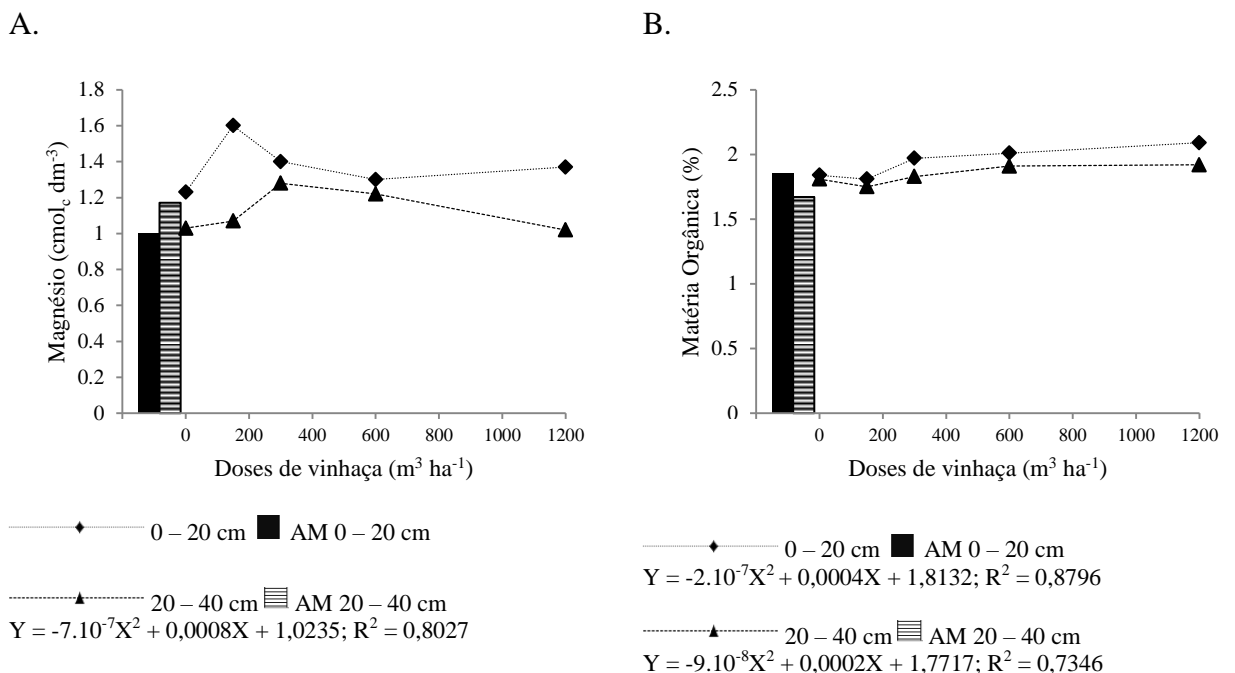 A.
Magnésio (cmol_c dm⁻³)
1.8
1.6
1.4
1.2
1
0.8
0.6
0.4
0.2
0
0 200 400 600 800 1000 1200
Doses de vinhaça (m³ ha⁻¹)
0 – 20 cm AM 0 – 20 cm
20 – 40 cm AM 20 – 40 cm
Y = -7.10⁻⁷X² + 0,0008X + 1,0235; R² = 0,8027
B.
Matéria Orgânica (%)
2.5
2
1.5
1
0.5
0
0 200 400 600 800 1000 1200
Doses de vinhaça (m³ ha⁻¹)
0 – 20 cm AM 0 – 20 cm
Y = -2.10⁻⁷X² + 0,0004X + 1,8132; R² = 0,8796
20 – 40 cm AM 20 – 40 cm
Y = -9.10⁻⁸X² + 0,0002X + 1,7717; R² = 0,7346